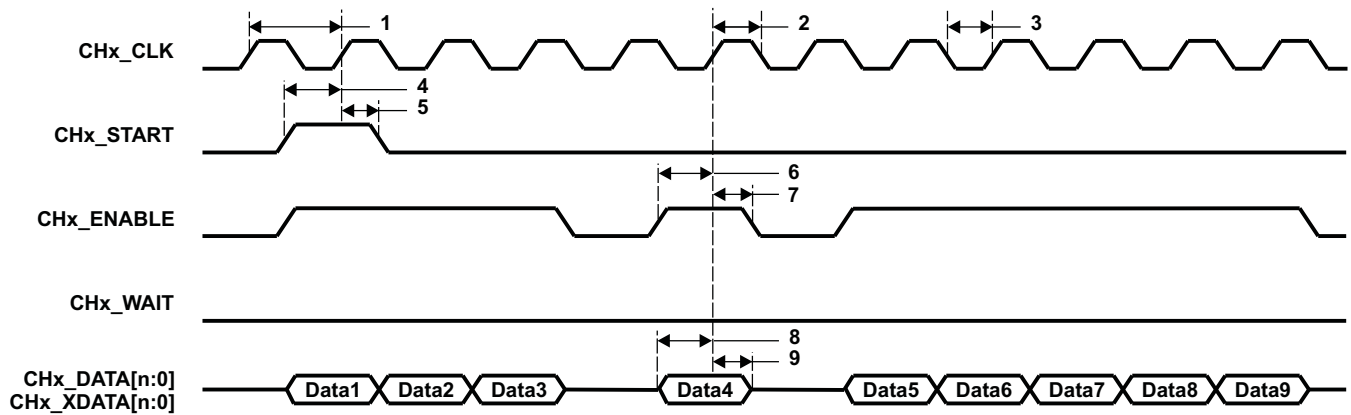 1
2
3
CHx_CLK
4
5
CHx_START
6
7
CHx_ENABLE
CHx_WAIT
8
9
CHx_DATA[n:0]
CHx_XDATA[n:0]
Data1 Data2 Data3 Data4 Data5 Data6 Data7 Data8 Data9